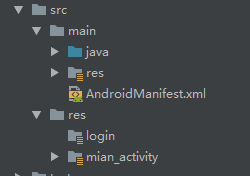 src
main
java
res
AndroidManifest.xml
res
login
mian_activity